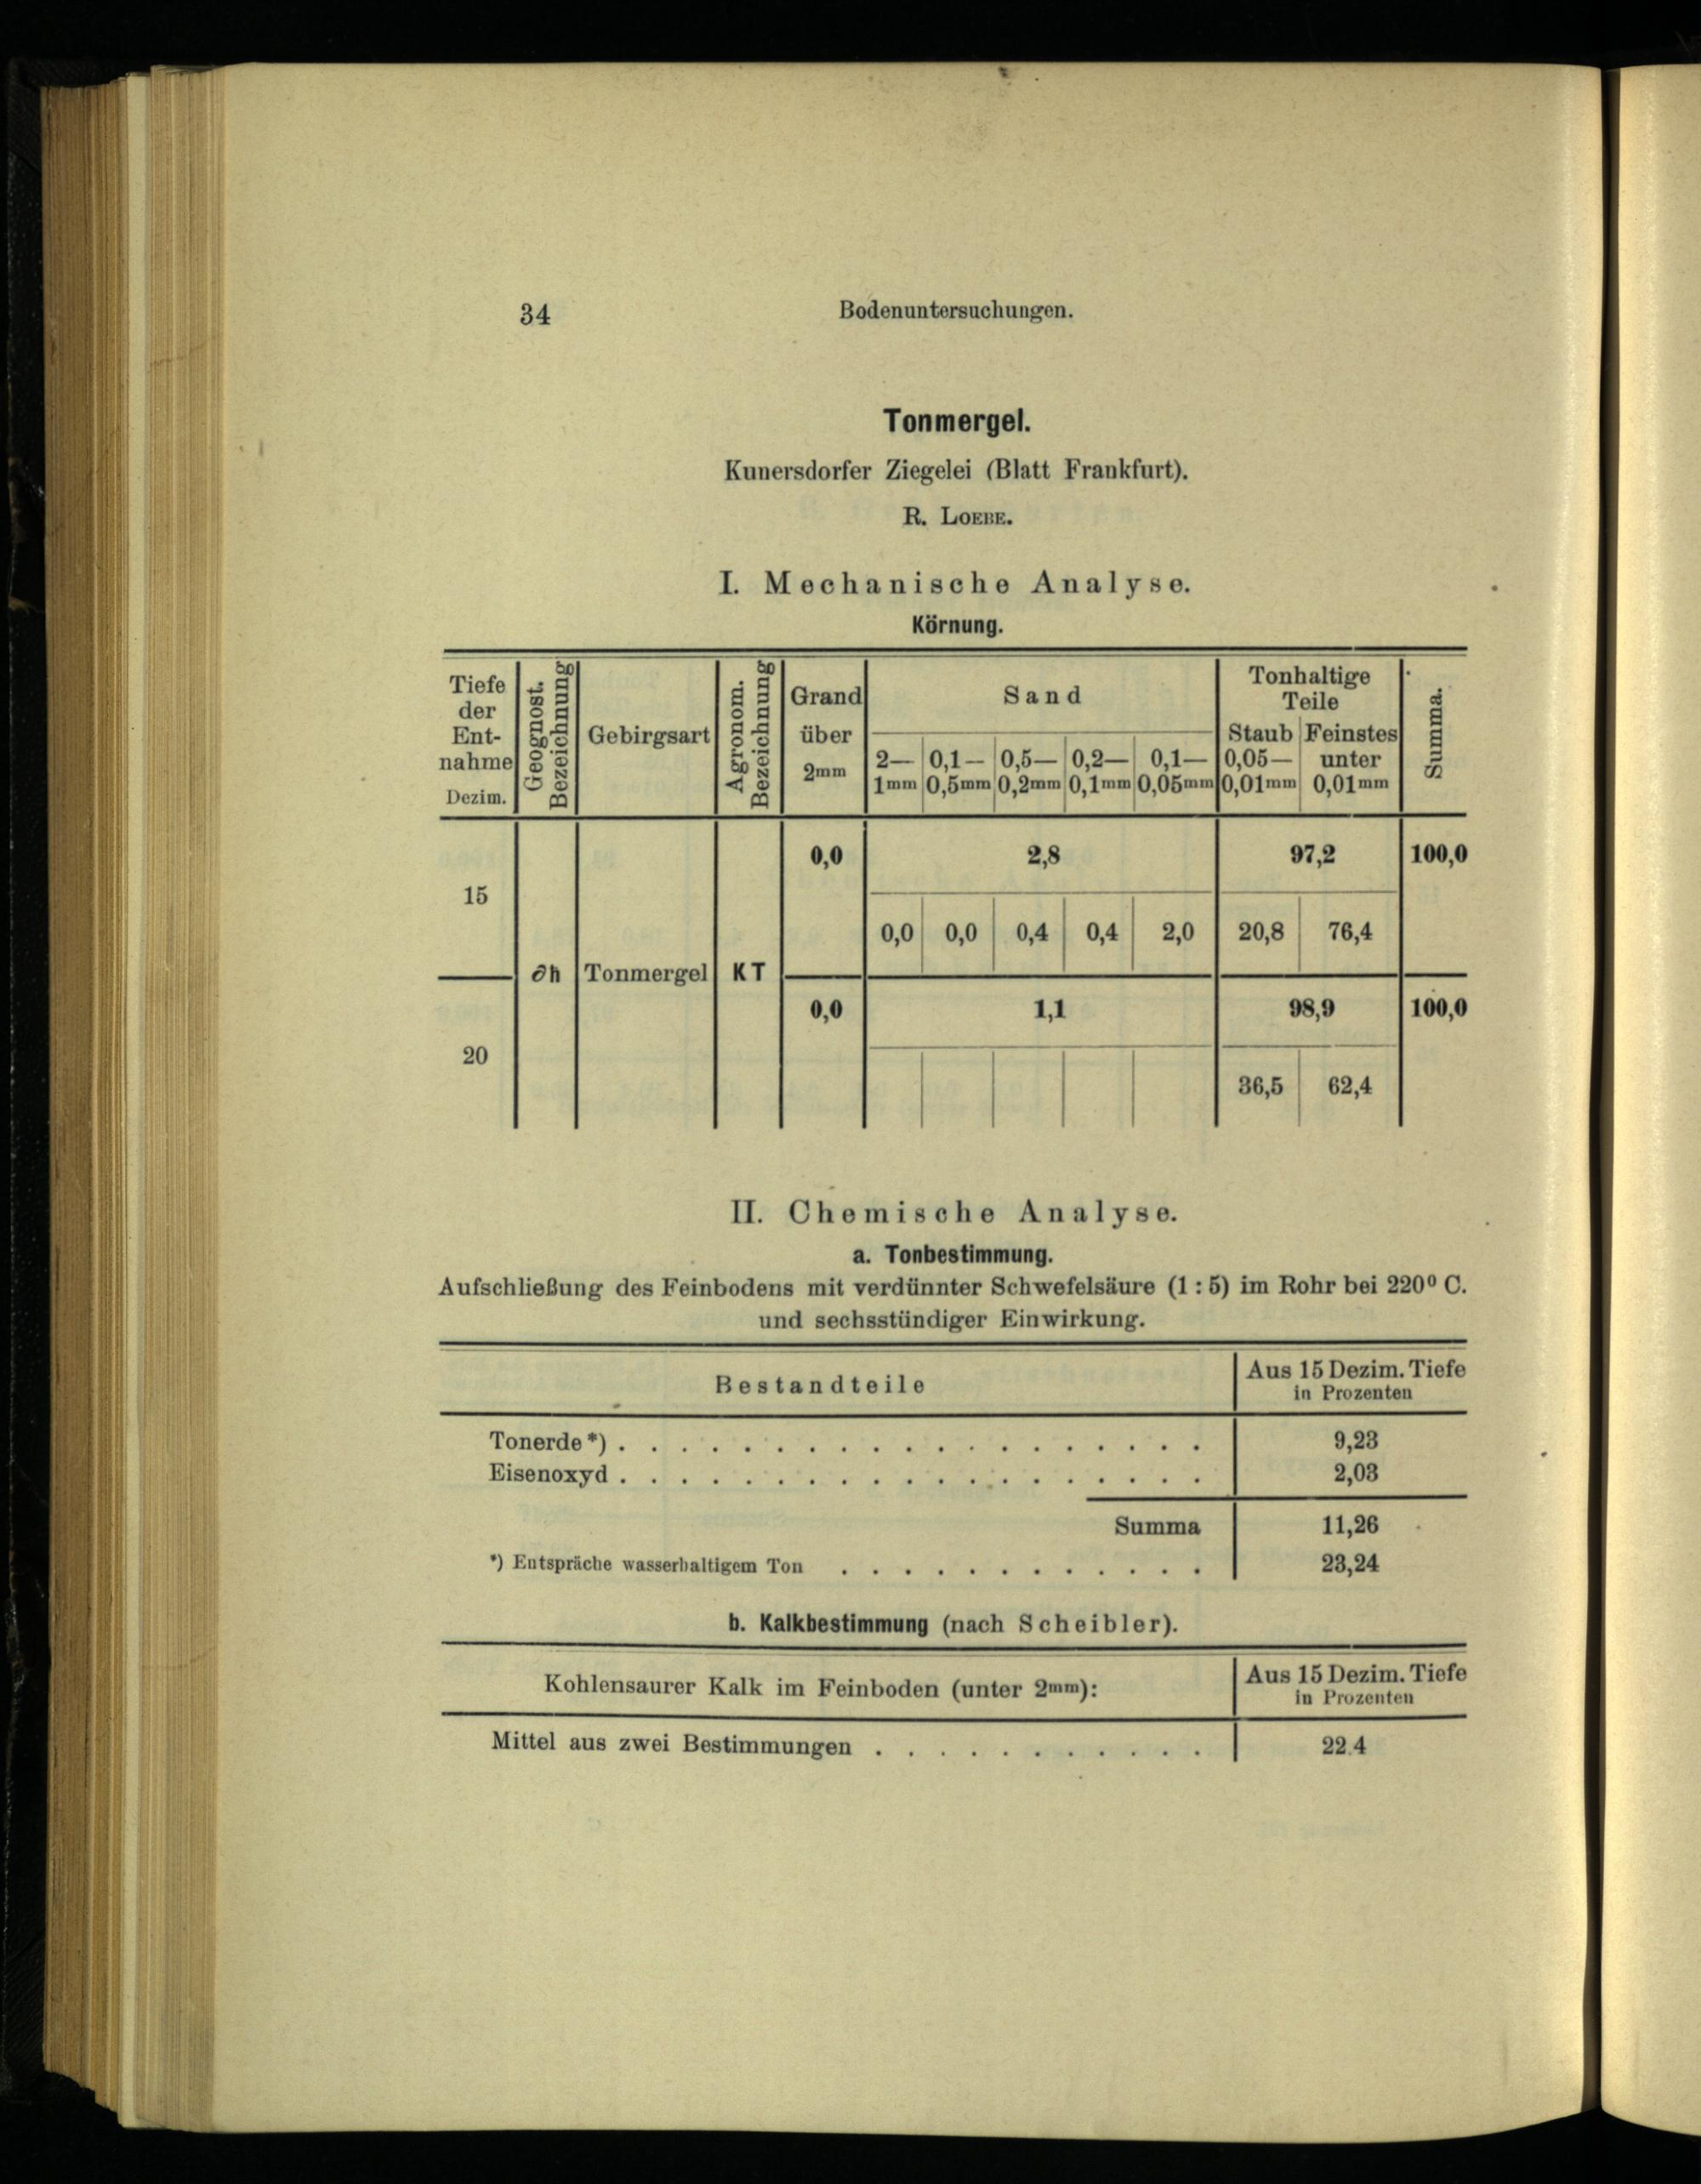 34
Bodenuntersuchungen.
Tonmergel.
Kunersdorfer Ziegelei (Blatt Frankfurt).
R. Loebe.
I. Mechanische Analyse.
Körnung.
Tiefe der Ent-nahme Dezim. | Geognost. Bezeichnung | Gebirgsart | Agronom. Bezeichnung | Grand über 2mm | Sand | Tonhaltige Teile | Summa.
Staub | Feinstes
2—1mm | 0,1—0,5mm | 0,5—0,2mm | 0,2—0,1mm | 0,1—0,05mm | 0,05—0,01mm | unter 0,01mm
0,0 | 2,8 | 97,2 | 100,0
15
0,0 | 0,0 | 0,4 | 0,4 | 2,0 | 20,8 | 76,4
∂h | Tonmergel | KT
0,0 | 1,1 | 98,9 | 100,0
20
36,5 | 62,4
II. Chemische Analyse.
a. Tonbestimmung.
Aufschließung des Feinbodens mit verdünnter Schwefelsäure (1 : 5) im Rohr bei 220° C.
und sechsstündiger Einwirkung.
Bestandteile | Aus 15 Dezim. Tiefe in Prozenten
Tonerde*) . . . . . . . . . . . . . . . . . . . 9,23
Eisenoxyd . . . . . . . . . . . . . . . . . . . 2,03
Summa 11,26
*) Entspräche wasserhaltigem Ton . . . . . . . . . . . . 23,24
b. Kalkbestimmung (nach Scheibler).
Kohlensaurer Kalk im Feinboden (unter 2mm): | Aus 15 Dezim. Tiefe in Prozenten
Mittel aus zwei Bestimmungen . . . . . . . . . . . 22.4